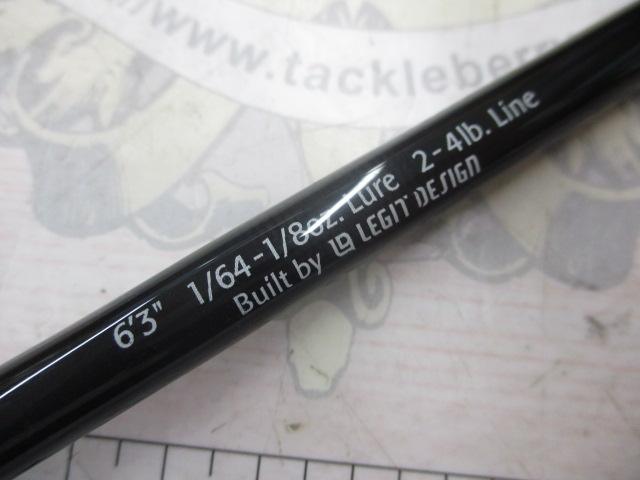 www.tackleberr
6'3" 1/64-1/8oz. Lure 2-4lb. Line
Built by LEGIT DESIGN